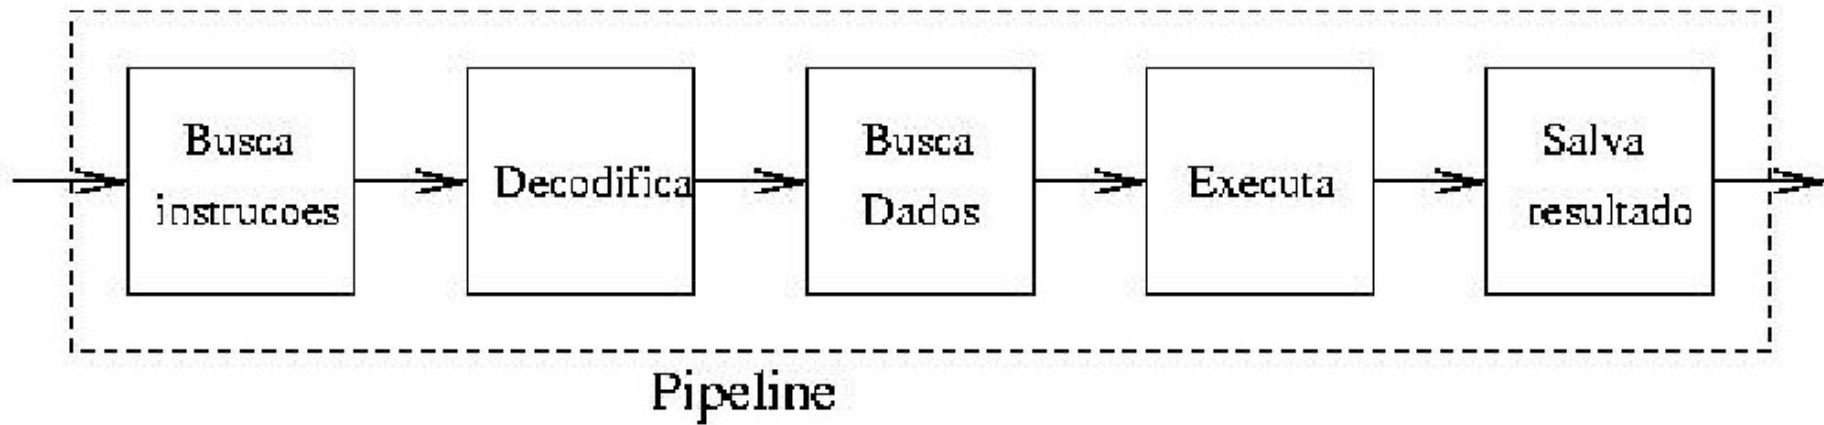 Busca
instrucoes
Decodifica
Busca
Dados
Executa
Salva
resultado
Pipeline